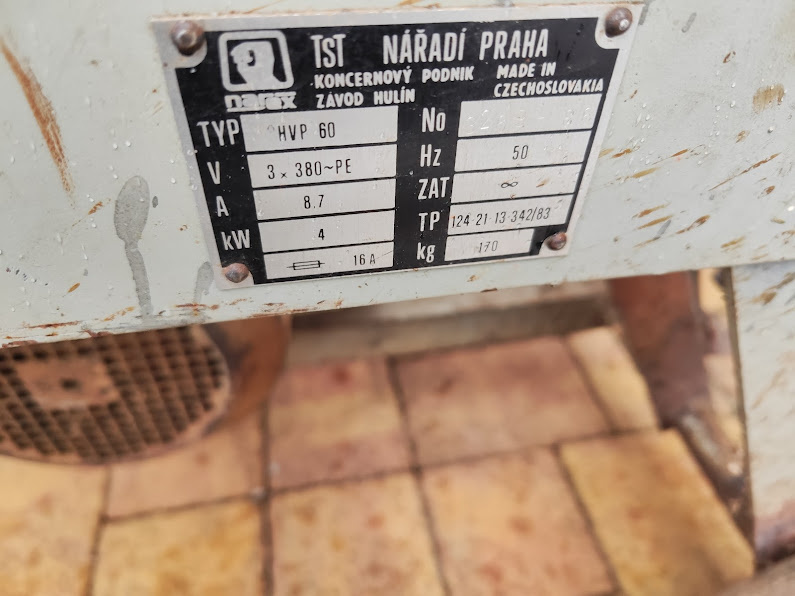 TST NÁŘADÍ PRAHA
KONCERNOVÝ PODNIK MADE IN
narex ZÁVOD HULÍN CZECHOSLOVAKIA
TYP HVP 60 No
V 3 × 380~PE Hz 50
A 8.7 ZAT ∞
kW 4 TP 124-21-13-342/83
16 A kg 170